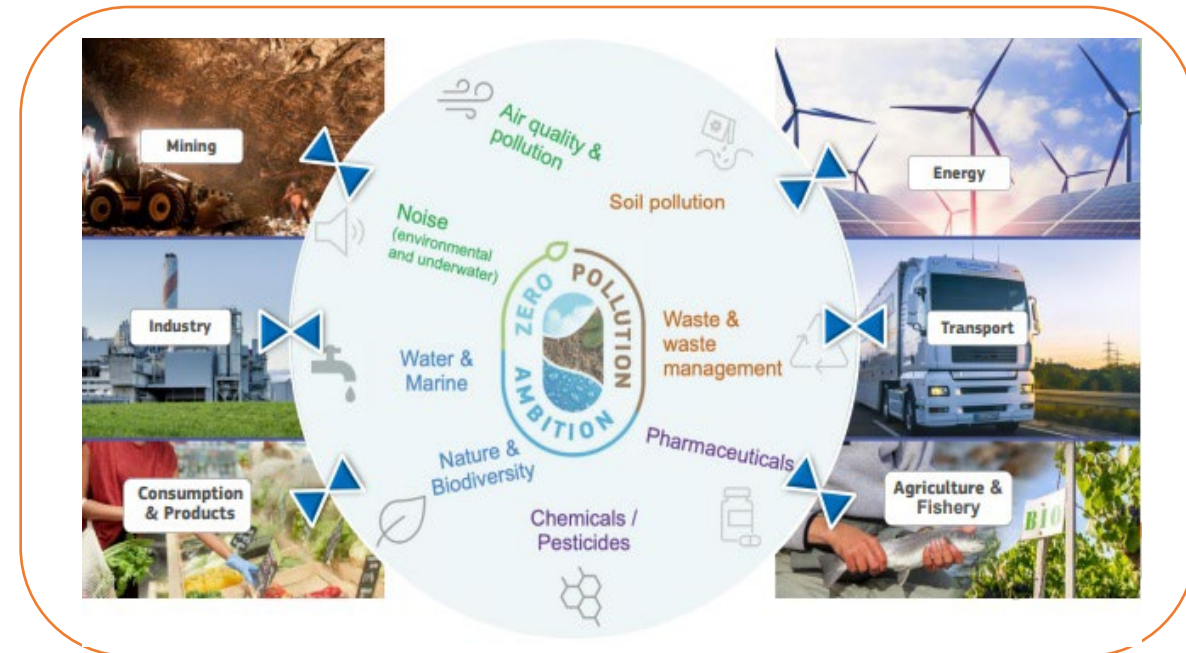 Mining
Air quality &
pollution
Soil pollution
Energy
Noise
(environmental
and underwater)
ZERO POLLUTION
AMBITION
Industry
Water &
Marine
Waste &
waste
management
Transport
Nature &
Biodiversity
Pharmaceuticals
Consumption
& Products
Chemicals /
Pesticides
Agriculture &
Fishery
BIO